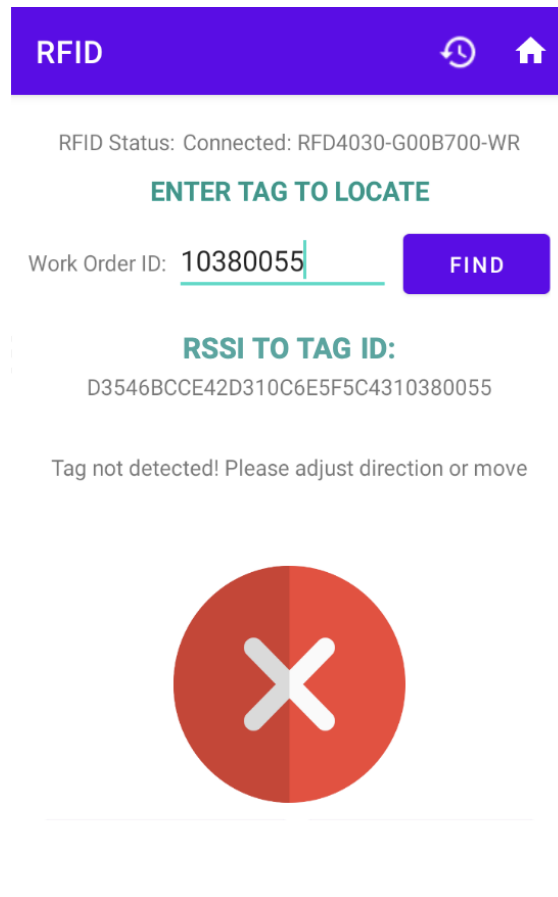 RFID
RFID Status: Connected: RFD4030-G00B700-WR
ENTER TAG TO LOCATE
Work Order ID: 10380055 FIND
RSSI TO TAG ID:
D3546BCCE42D310C6E5F5C4310380055
Tag not detected! Please adjust direction or move